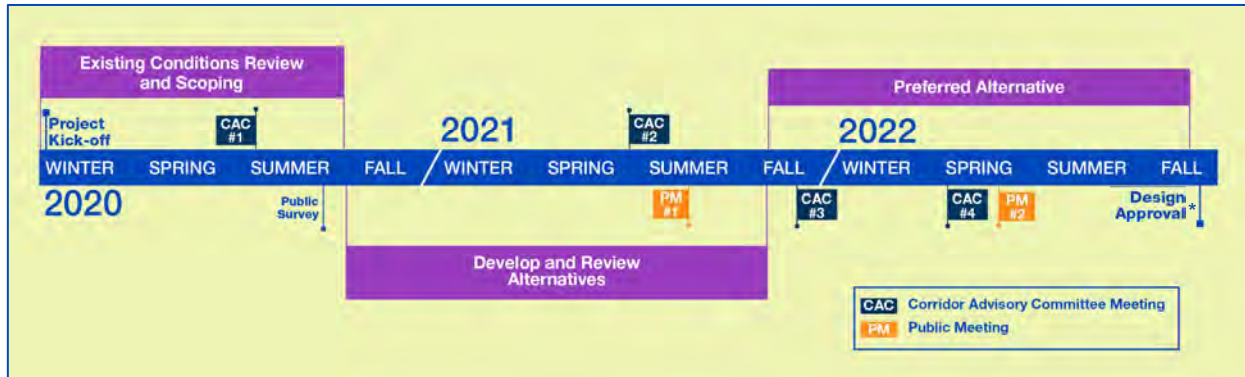 Existing Conditions Review
and Scoping
Preferred Alternative
Project
Kick-off
CAC
#1
2021
CAC
#2
2022
WINTER SPRING SUMMER FALL / WINTER SPRING SUMMER FALL / WINTER SPRING SUMMER FALL
2020
Public
Survey
PM
#1
CAC
#3
CAC
#4
PM
#2
Design
Approval*
Develop and Review
Alternatives
CAC Corridor Advisory Committee Meeting
PM Public Meeting